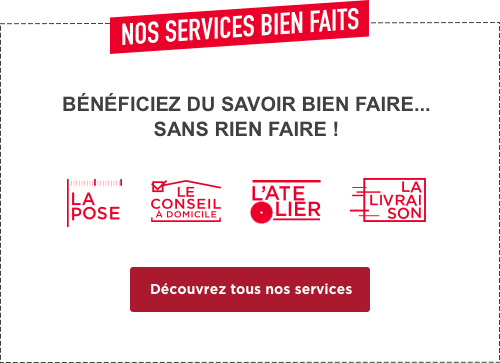 NOS SERVICES BIEN FAITS
BÉNÉFICIEZ DU SAVOIR BIEN FAIRE...
SANS RIEN FAIRE !
LA
POSE
LE
CONSEIL
À DOMICILE
L'ATE
LIER
LA
LIVRAI
SON
Découvrez tous nos services